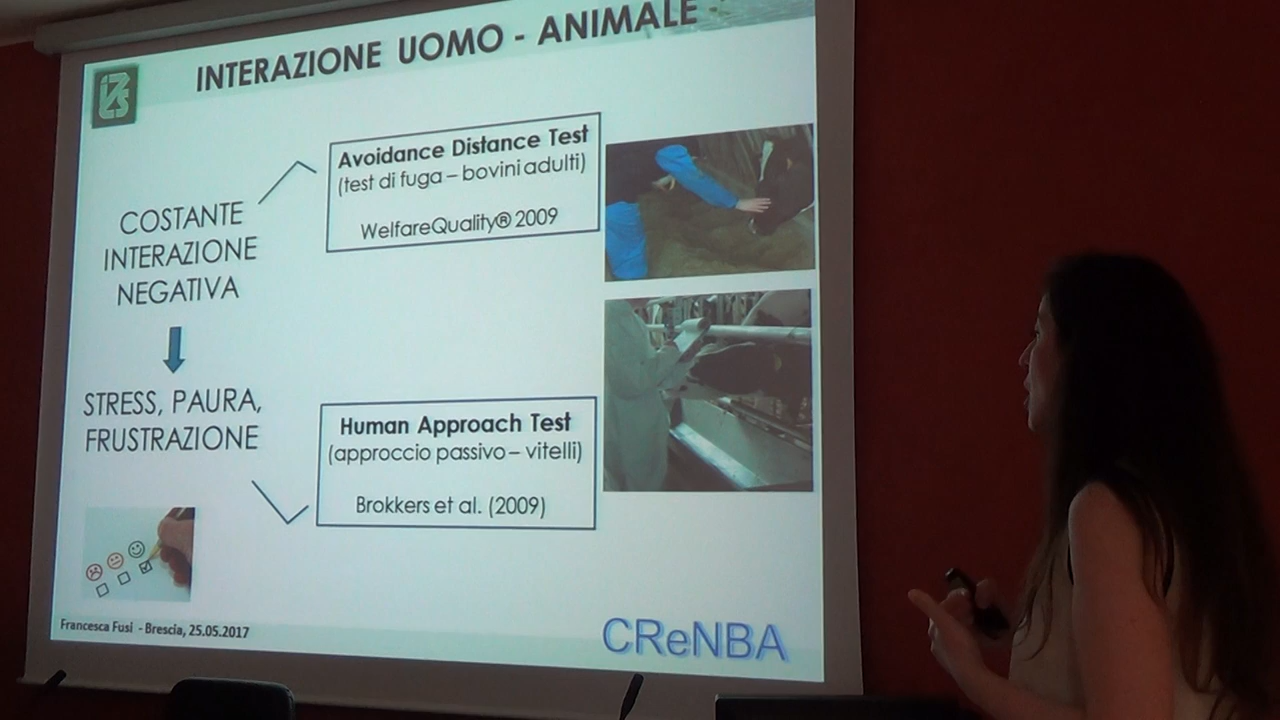 INTERAZIONE UOMO - ANIMALE
IZS
COSTANTE
INTERAZIONE
NEGATIVA
Avoidance Distance Test
(test di fuga – bovini adulti)
WelfareQuality® 2009
STRESS, PAURA,
FRUSTRAZIONE
Human Approach Test
(approccio passivo – vitelli)
Brokkers et al. (2009)
Francesca Fusi - Brescia, 25.05.2017
CReNBA